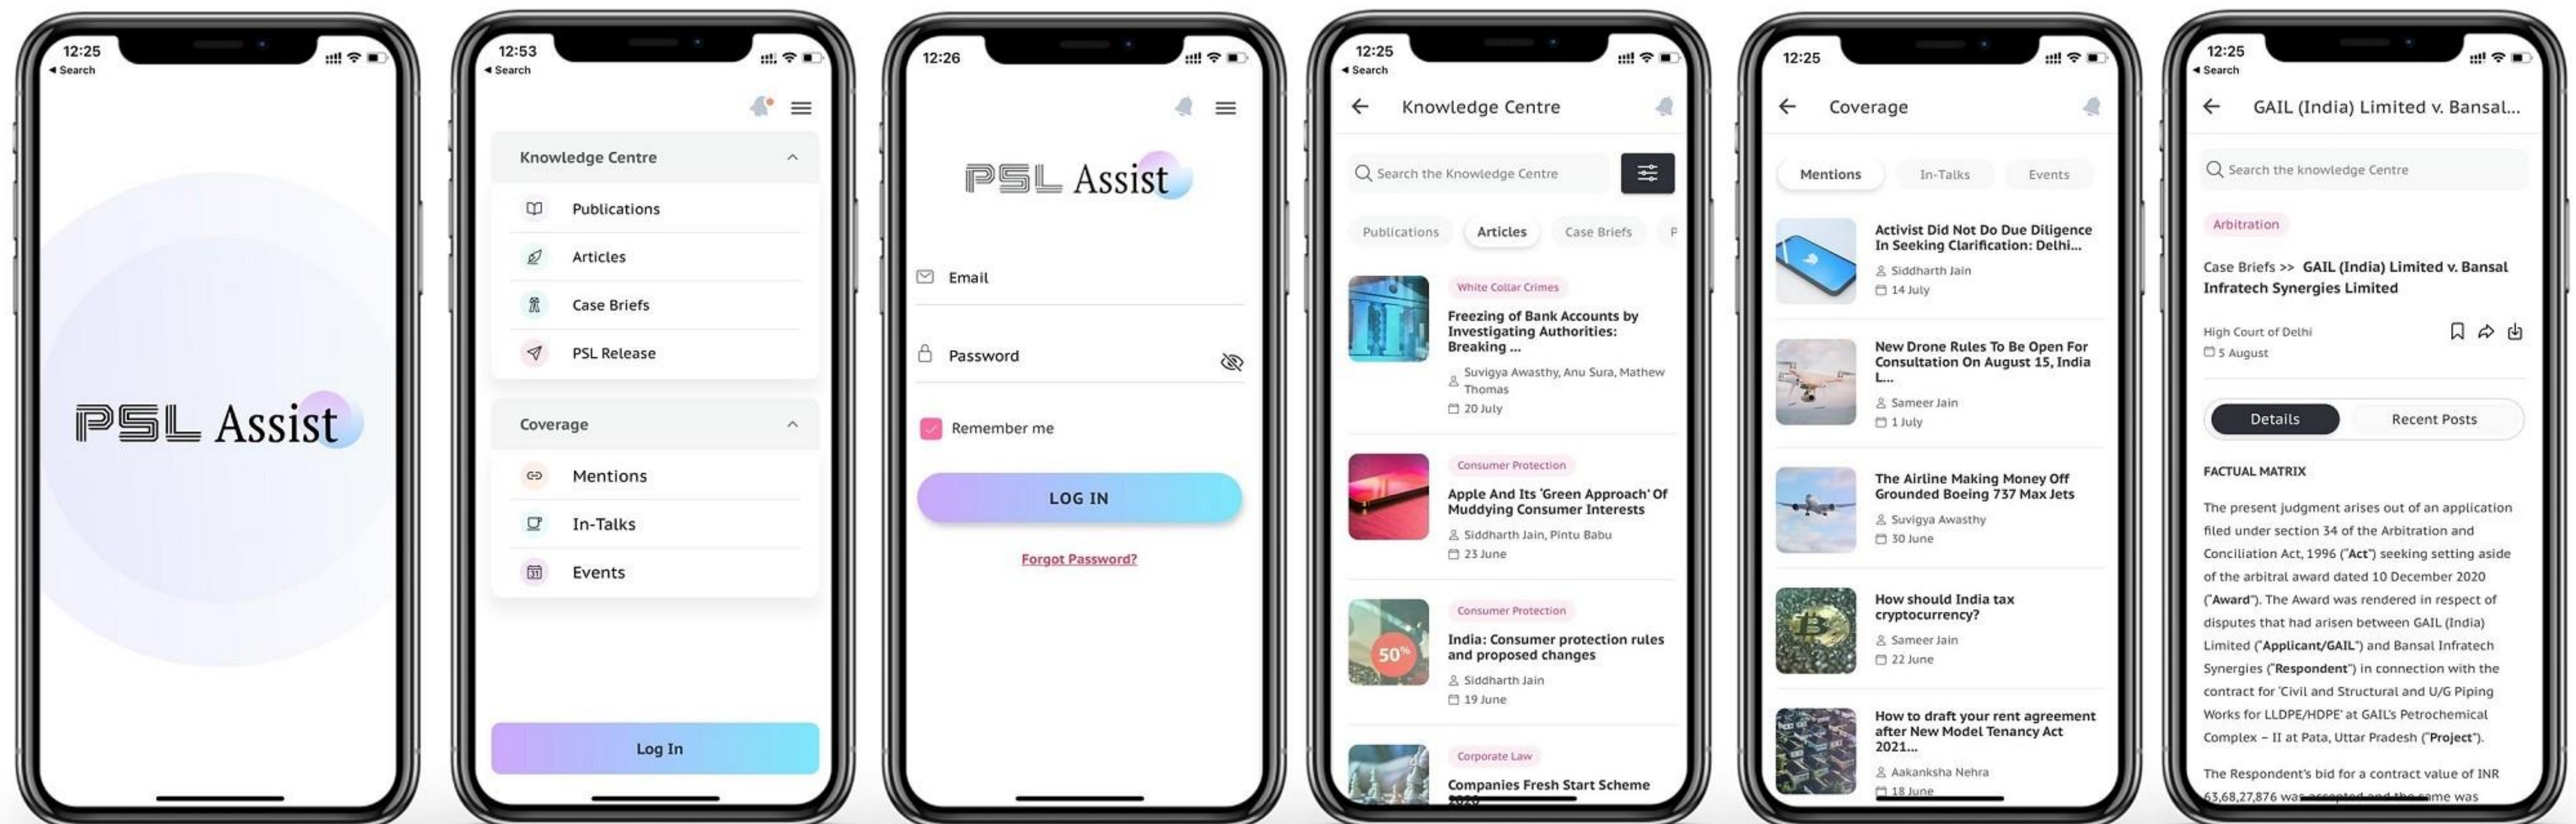 12:25
Search
PSL Assist
12:53
Search
Knowledge Centre
Publications
Articles
Case Briefs
PSL Release
Coverage
Mentions
In-Talks
31
Events
Log In
12:26
PSL Assist
Email
Password
Remember me
LOG IN
Forgot Password?
12:25
Search
Knowledge Centre
Search the Knowledge Centre
Publications
Articles
Case Briefs
P
White Collar Crimes
Freezing of Bank Accounts by
Investigating Authorities:
Breaking ...
Suvigya Awasthy, Anu Sura, Mathew
Thomas
20 July
Consumer Protection
Apple And Its 'Green Approach' Of
Muddying Consumer Interests
Siddharth Jain, Pintu Babu
23 June
50%
Consumer Protection
India: Consumer protection rules
and proposed changes
Siddharth Jain
19 June
Corporate Law
Companies Fresh Start Scheme
2020
12:25
Coverage
Mentions
In-Talks
Events
Activist Did Not Do Due Diligence
In Seeking Clarification: Delhi...
Siddharth Jain
14 July
New Drone Rules To Be Open For
Consultation On August 15, India
L...
Sameer Jain
1 July
The Airline Making Money Off
Grounded Boeing 737 Max Jets
Suvigya Awasthy
30 June
How should India tax
cryptocurrency?
Sameer Jain
22 June
How to draft your rent agreement
after New Model Tenancy Act
2021...
Aakanksha Nehra
18 June
12:25
Search
GAIL (India) Limited v. Bansal...
Search the knowledge Centre
Arbitration
Case Briefs >> GAIL (India) Limited v. Bansal
Infratech Synergies Limited
High Court of Delhi
5 August
Details
Recent Posts
FACTUAL MATRIX
The present judgment arises out of an application
filed under section 34 of the Arbitration and
Conciliation Act, 1996 ("Act") seeking setting aside
of the arbitral award dated 10 December 2020
("Award"). The Award was rendered in respect of
disputes that had arisen between GAIL (India)
Limited ("Applicant/GAIL") and Bansal Infratech
Synergies ("Respondent") in connection with the
contract for 'Civil and Structural and U/G Piping
Works for LLDPE/HDPE' at GAIL's Petrochemical
Complex – II at Pata, Uttar Pradesh ("Project").
The Respondent's bid for a contract value of INR
63,68,27,876 was accepted and the same was